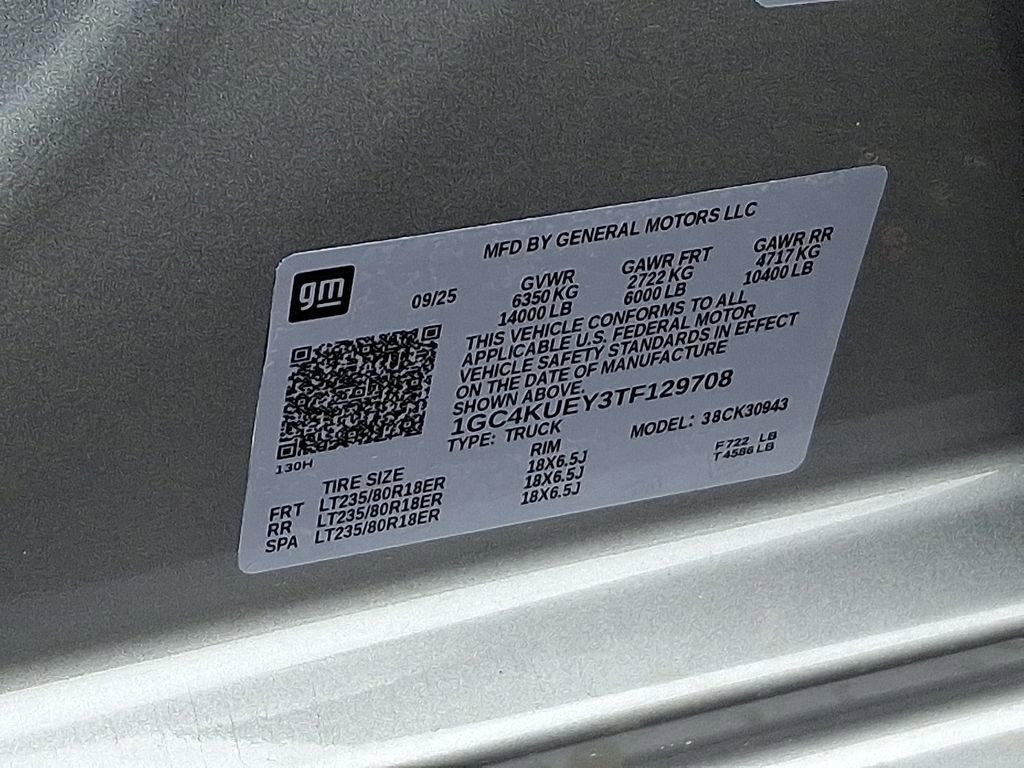 MFD BY GENERAL MOTORS LLC
gm
09/25
GVWR
6350 KG
14000 LB
GAWR FRT
2722 KG
6000 LB
GAWR RR
4717 KG
10400 LB
THIS VEHICLE CONFORMS TO ALL
APPLICABLE U.S. FEDERAL MOTOR
VEHICLE SAFETY STANDARDS IN EFFECT
ON THE DATE OF MANUFACTURE
SHOWN ABOVE.
1GC4KUEY3TF129708
TYPE: TRUCK
MODEL: 38CK30943
130H
TIRE SIZE
RIM
FRT LT235/80R18ER 18X6.5J
RR LT235/80R18ER 18X6.5J
SPA LT235/80R18ER 18X6.5J
F722 LB
T4586LB